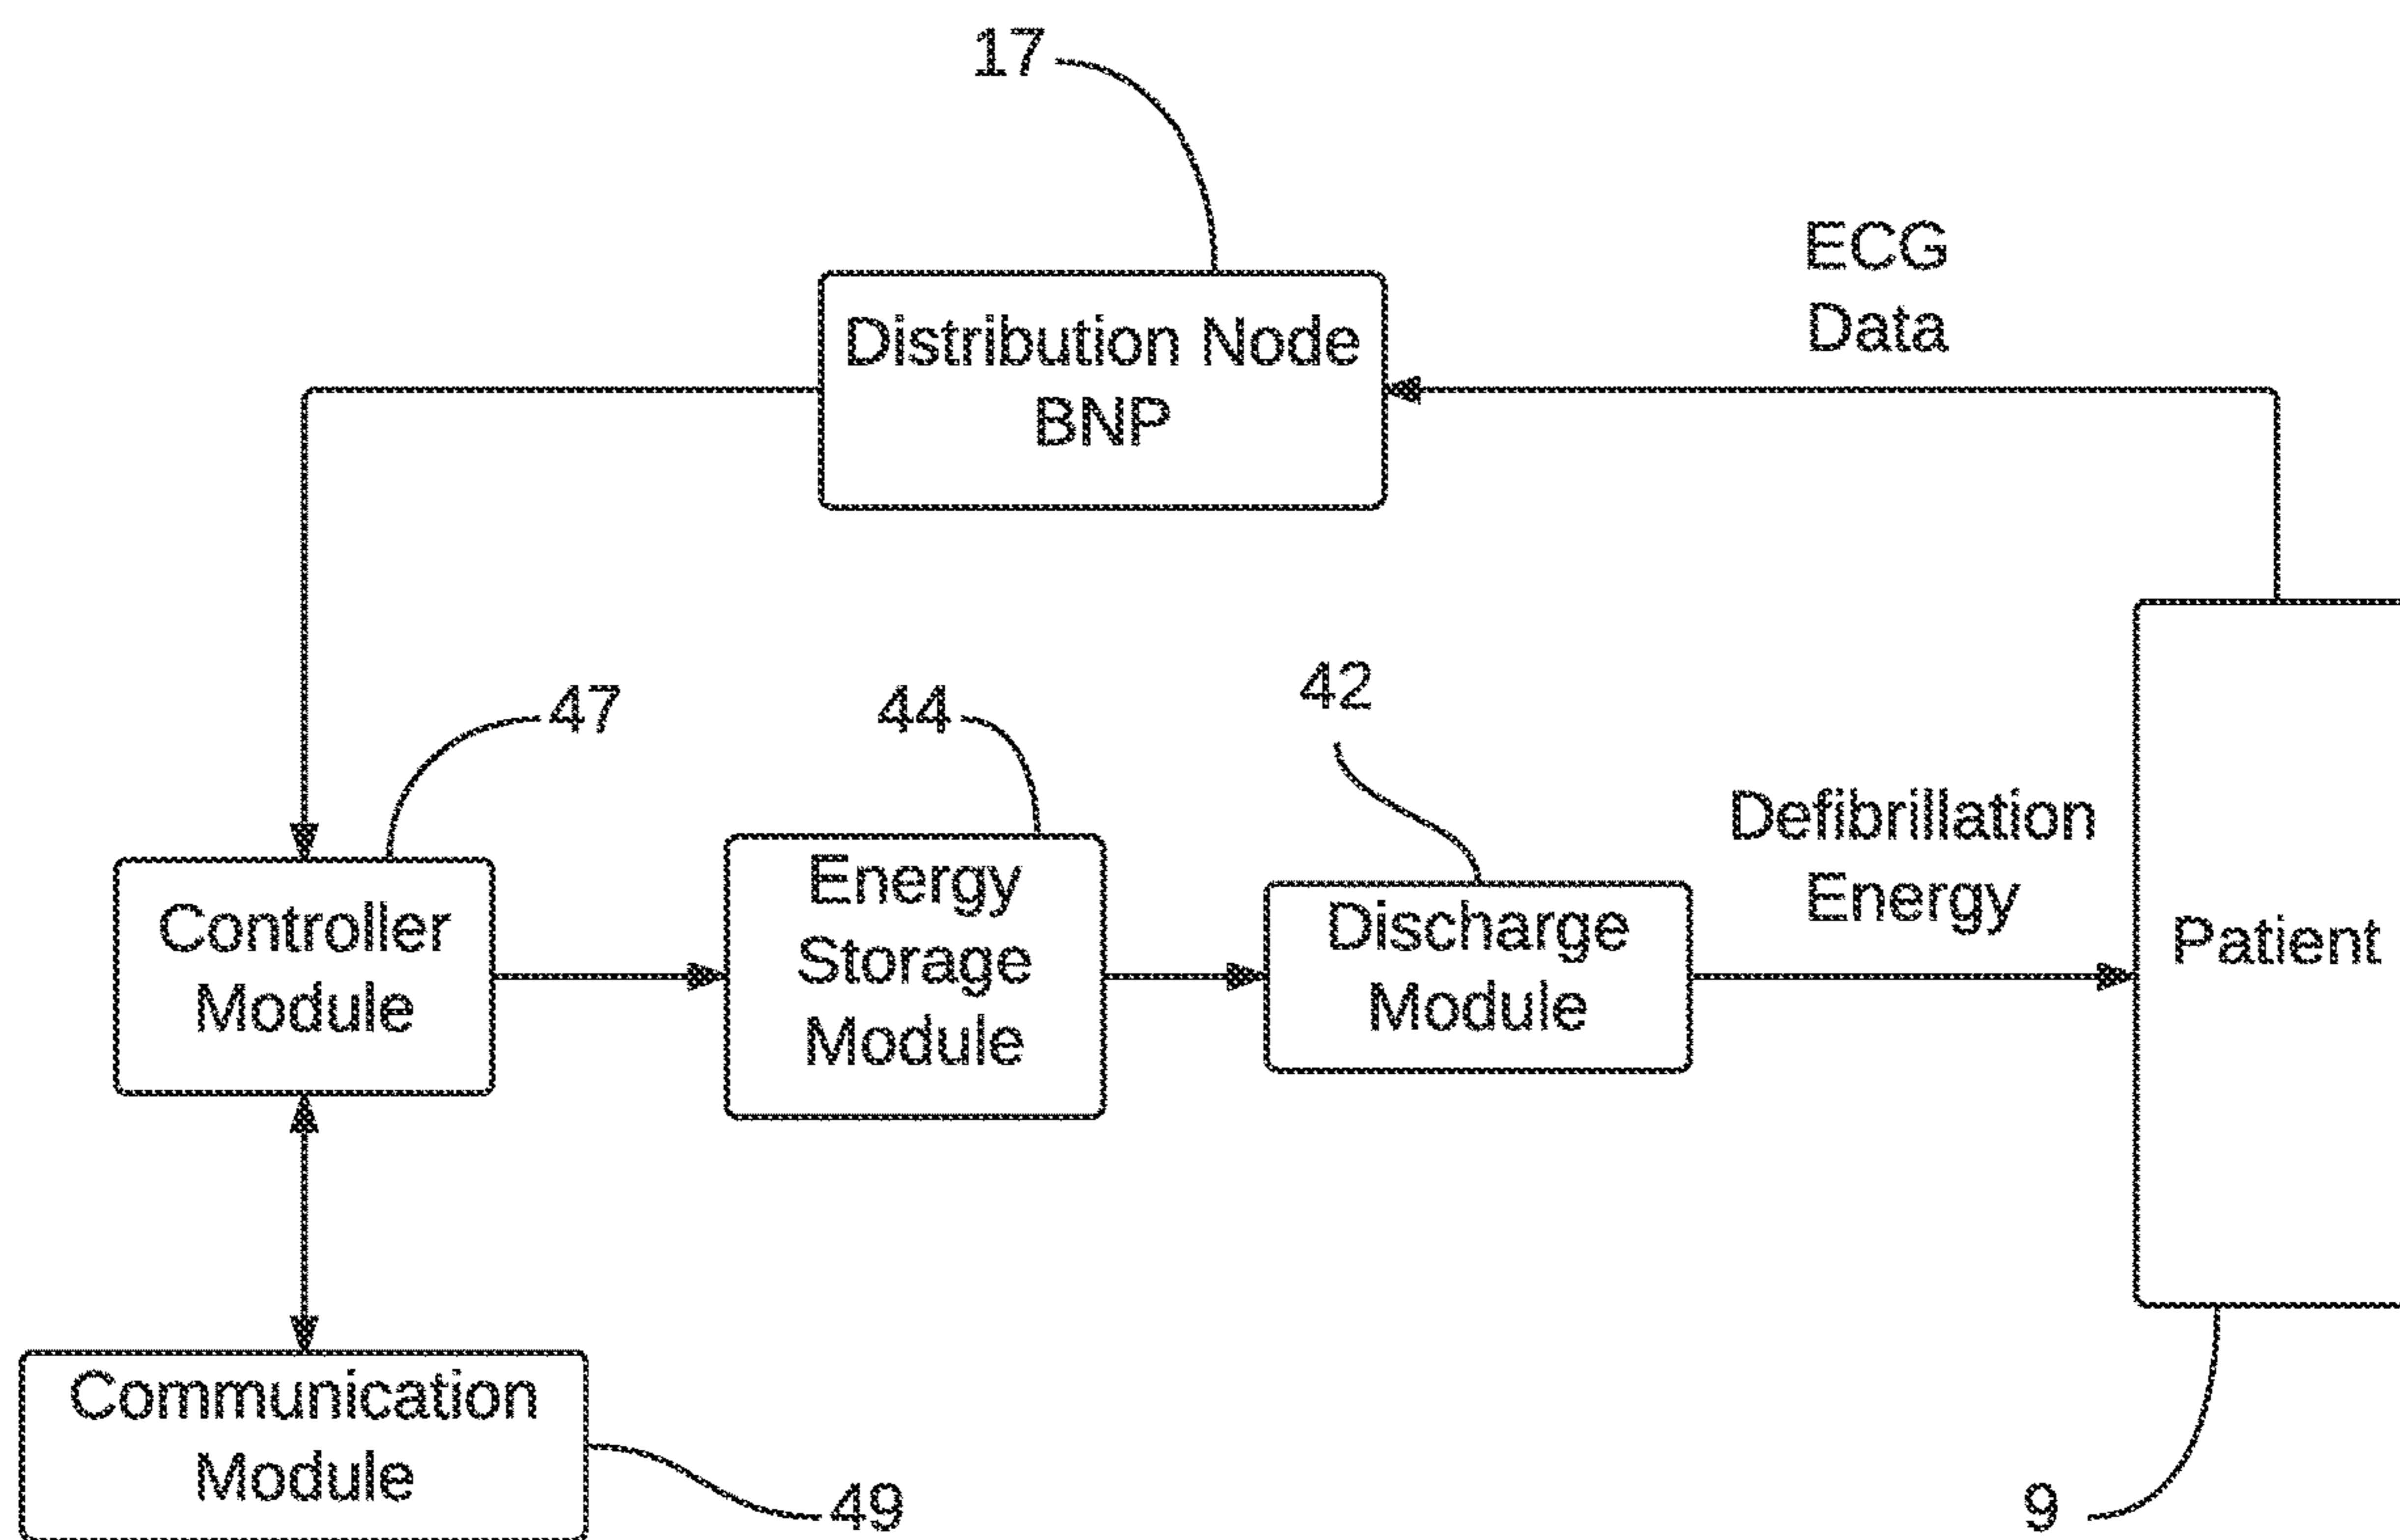 17
ECG
Data
Distribution Node
BNP
47
44
42
Defibrillation
Energy
Controller
Module
Energy
Storage
Module
Discharge
Module
Patient
Communication
Module
49
9